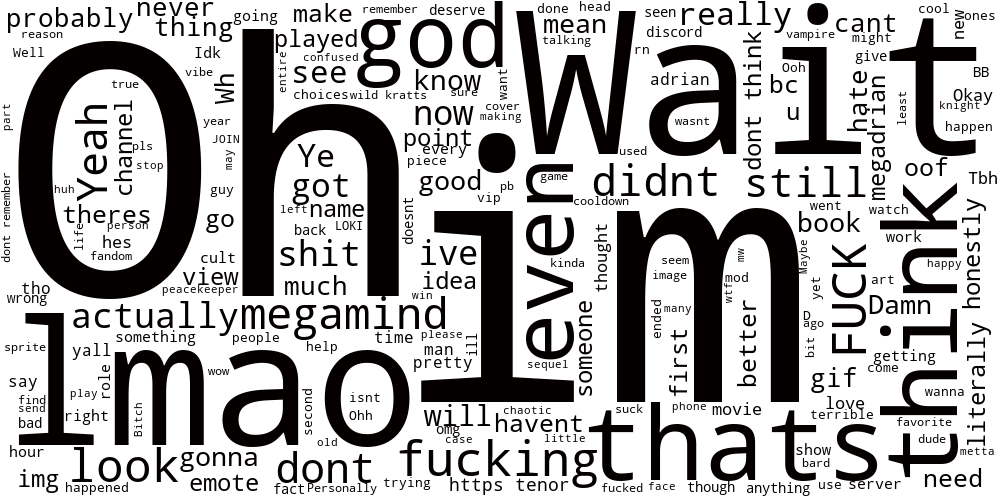 probably never
thing going make
remember deserve
god
done head
mean
talking
Wait
seen
really
discord
cant
might
vampire
cool
new
ones
reason
Well
Idk
vibe
Wh
entire
played
confused
see
choices
wild kratts
know
sure
want
now
cover
making
point
every
piece
Oh
rn
adrian
wasnt
dont think
Ooh
bc
u
hate
megadrian
give
least
BB
Okay
knight
happen
part
true
Yeah
channel
pls
stop
huh
theres
person
life
hes
fandom
year
JOIN
may
guy
go
cult
view
peacekeeper
Ye
got
left
name
back
LOKI
shit
much
doesnt
good
pb
vip
game
used
cooldown
didnt still
oof
Tbh
dont remember
tho
wrong
ive
idea
win
even
kinda
thought
im
seem
image
mw
wtf
mod
many
ended
first
better
Maybe
went
book
watch
work
yet
FUCK
art
Damn
happy
think
honestly
literally
actually
megamind
something
people
help
time
please
man
pretty
ill
sequel
someone
D
ago
bit
getting
come
gif
wanna
lmao
sprite
yall
role
say
find
send
bad
play
right
Bitch
wow
second
isnt
Ohh
old
will
omg
case
chaotic
havent
little
suck
phone
movie
love
terrible
favorite
dude
metta
thats
show
bard
hour
img
look
happened
gonna
emote
dont
fact
Personally
trying
fucking
https tenor
fucked
face
though
anything
use
server
need